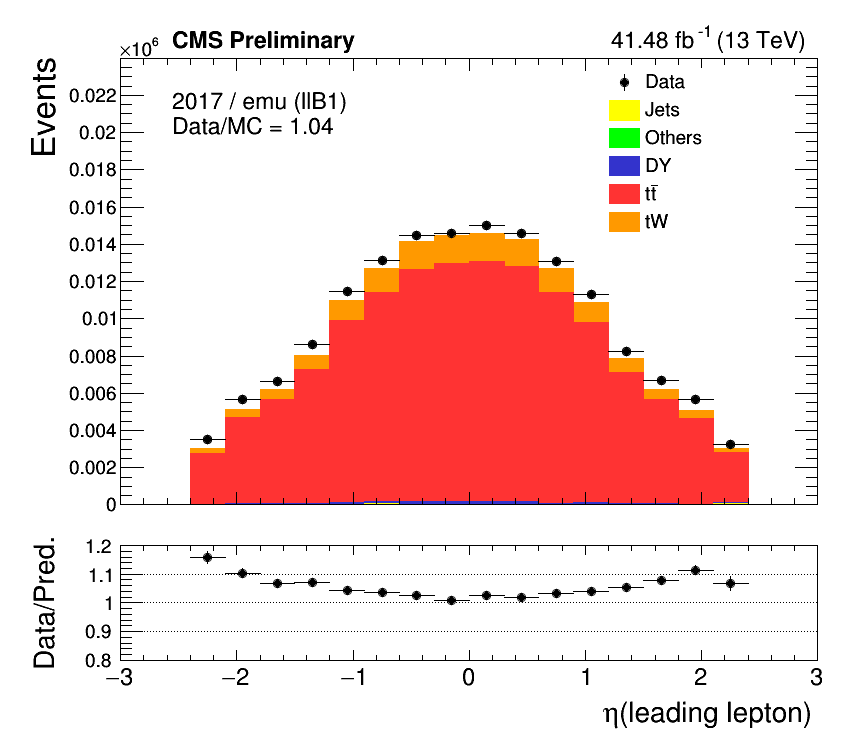 ×10⁶ CMS Preliminary 41.48 fb⁻¹ (13 TeV)
Events
2017 / emu (llB1)
Data/MC = 1.04
Data
Jets
Others
DY
tt̄
tW
0.022
0.02
0.018
0.016
0.014
0.012
0.01
0.008
0.006
0.004
0.002
0
Data/Pred.
1.2
1.1
1
0.9
0.8
−3 −2 −1 0 1 2 3
η(leading lepton)